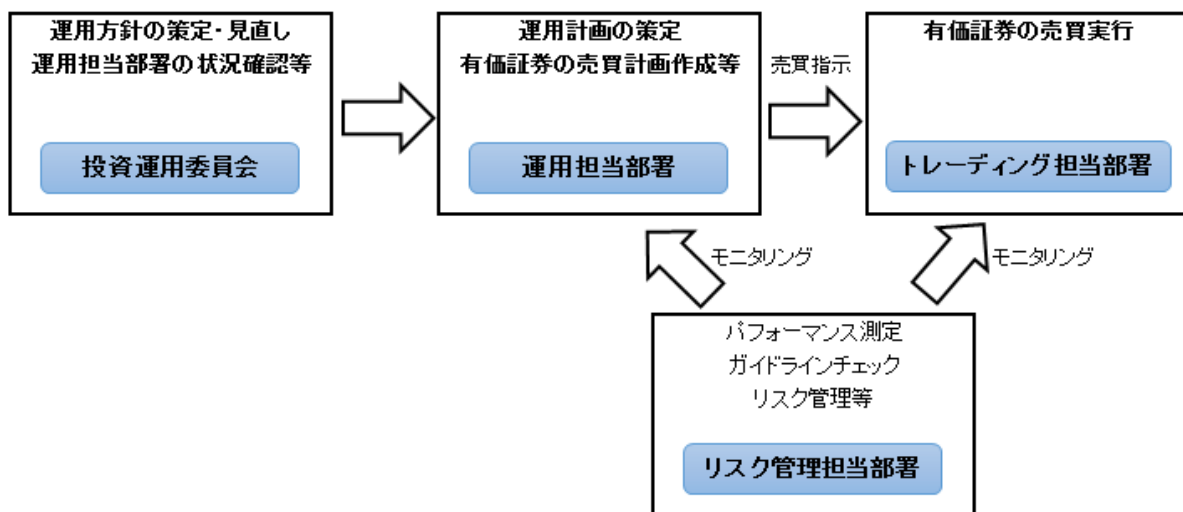 運用方針の策定・見直し
運用担当部署の状況確認等
投資運用委員会
運用計画の策定
有価証券の売買計画作成等
運用担当部署
売買指示
有価証券の売買実行
トレーディング担当部署
モニタリング
モニタリング
パフォーマンス測定
ガイドラインチェック
リスク管理等
リスク管理担当部署